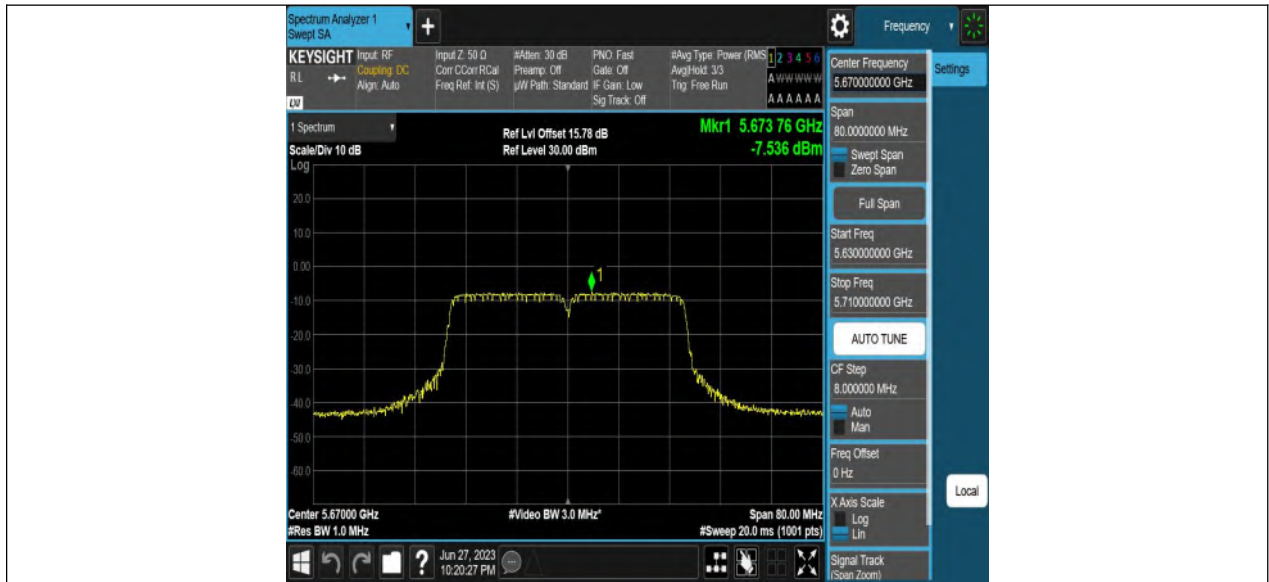 Spectrum Analyzer 1
Swept SA
+
Frequency
KEYSIGHT Input: RF Input Z: 50 Ω #Atten: 30 dB PNO: Fast #Avg Type: Power (RMS 1 2 3 4 5 6
RL Coupling: DC Corr CCorr RCal Preamp: Off Gate: Off Avg|Hold: 3/3 A W W W W W
Align: Auto Freq Ref: Int (S) µW Path: Standard IF Gain: Low Trig: Free Run
LXI Sig Track: Off A A A A A A
1 Spectrum
Ref Lvl Offset 15.78 dB
Mkr1 5.673 76 GHz
Scale/Div 10 dB
Ref Level 30.00 dBm
-7.536 dBm
Log
20.0
10.0
0.00
1
-10.0
-20.0
-30.0
-40.0
-50.0
-60.0
Center 5.67000 GHz
#Video BW 3.0 MHz*
Span 80.00 MHz
#Res BW 1.0 MHz
#Sweep 20.0 ms (1001 pts)
?
Jun 27, 2023
10:20:27 PM
Center Frequency
5.670000000 GHz
Settings
Span
80.0000000 MHz
Swept Span
Zero Span
Full Span
Start Freq
5.630000000 GHz
Stop Freq
5.710000000 GHz
AUTO TUNE
CF Step
8.000000 MHz
Auto
Man
Freq Offset
0 Hz
Local
X Axis Scale
Log
Lin
Signal Track
(Span Zoom)